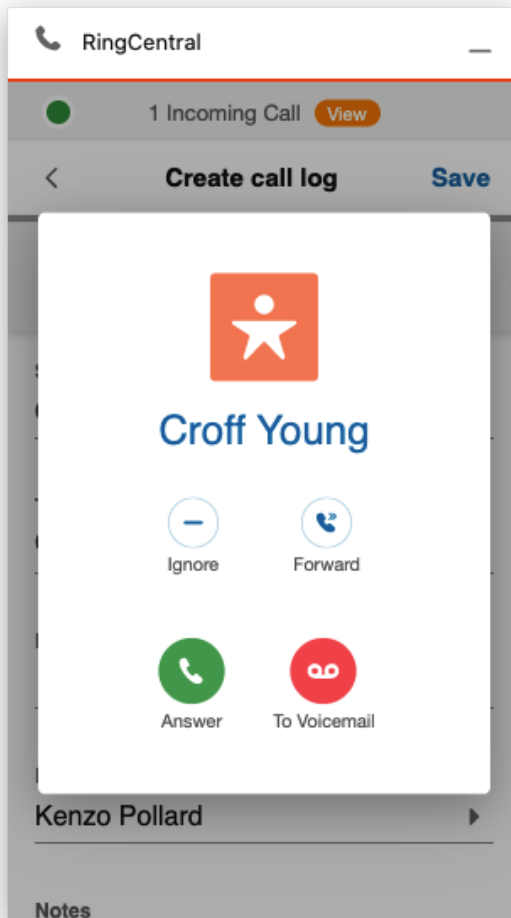 RingCentral
1 Incoming Call View
Create call log Save
Croff Young
Ignore Forward
Answer To Voicemail
Kenzo Pollard
Notes